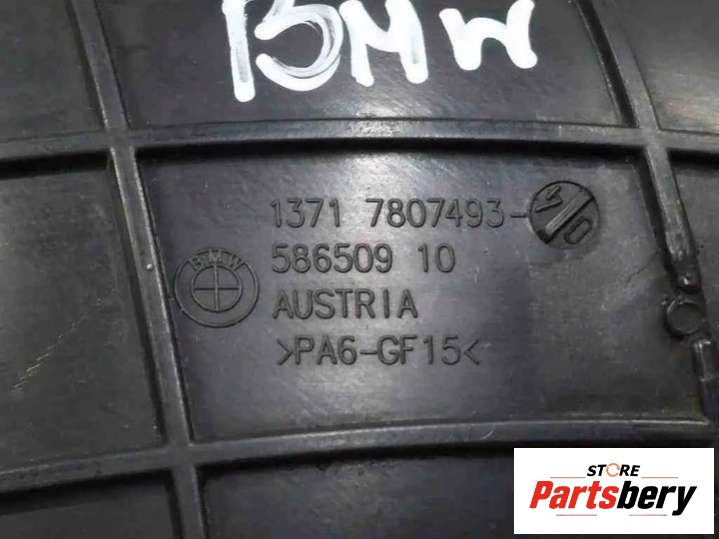 BMW
1371 7807493-
586509 10
BMW
AUSTRIA
>PA6-GF15<
STORE
Partsbery